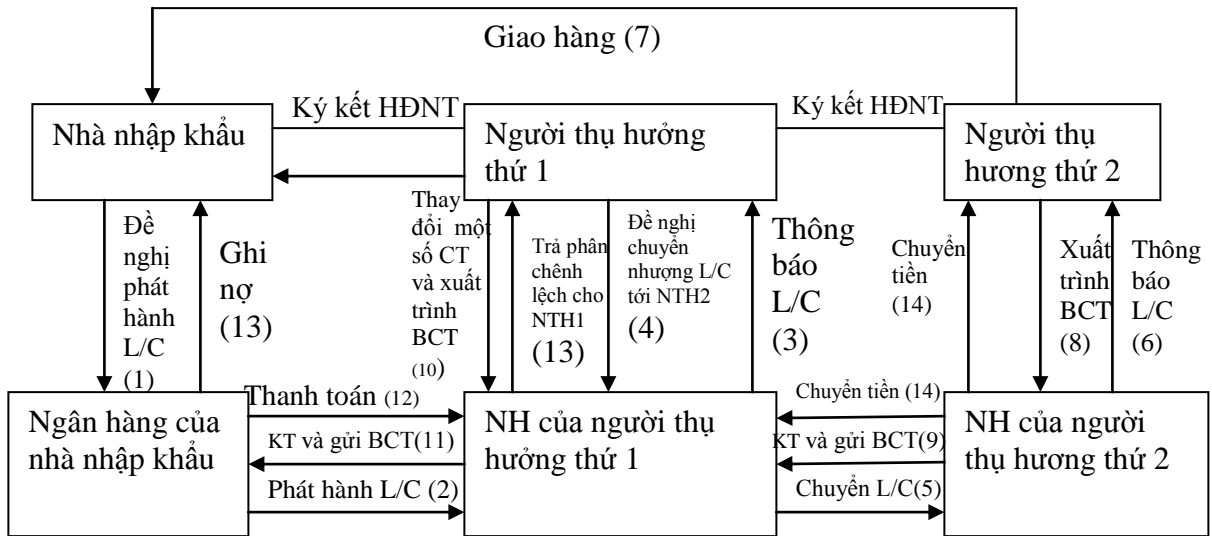 Giao hàng (7)
Ký kết HĐNT
Ký kết HĐNT
Nhà nhập khẩu
Người thụ hưởng
thứ 1
Người thụ
hương thứ 2
Đề
nghị
phát
hành
L/C
(1)
Ghi
nợ
(13)
Thay
đổi một
số CT
và xuất
trình
BCT
(10)
Trả phân
chênh
lệch cho
NTH1
(13)
Đề nghị
chuyển
nhượng L/C
tới NTH2
(4)
Thông
báo
L/C
(3)
Chuyển
tiền
(14)
Xuất
trình
BCT
(8)
Thông
báo
L/C
(6)
Ngân hàng của
nhà nhập khẩu
Thanh toán (12)
KT và gửi BCT(11)
Phát hành L/C (2)
NH của người thụ
hưởng thứ 1
Chuyển tiền (14)
KT và gửi BCT(9)
Chuyển L/C(5)
NH của người
thụ hương thứ 2